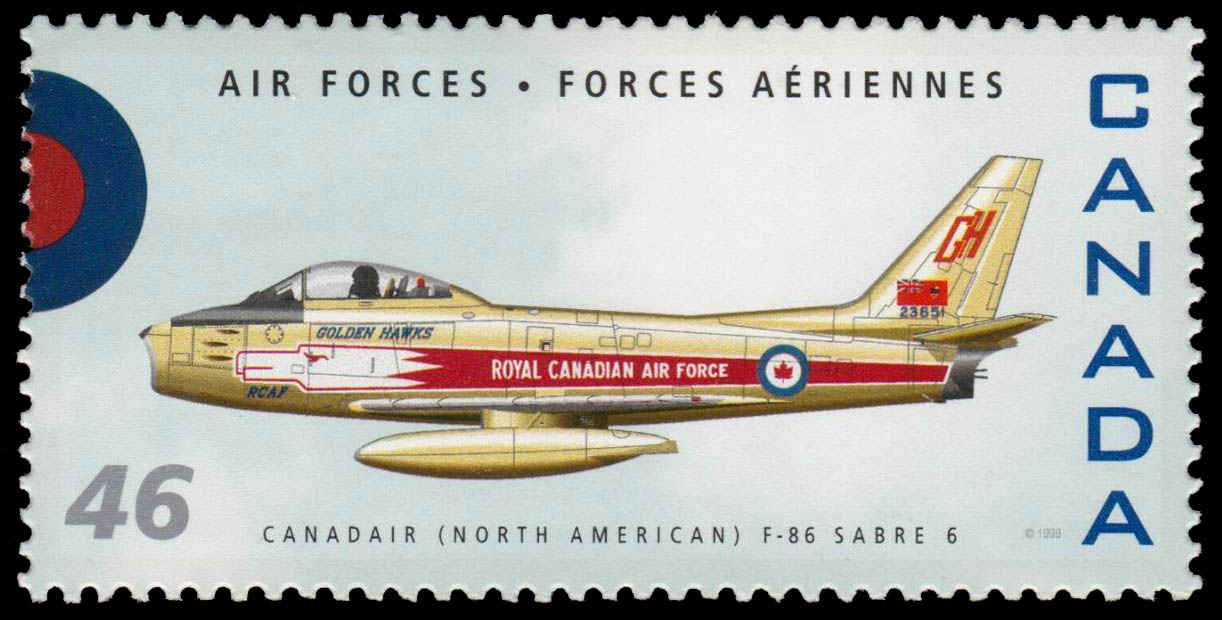 AIR FORCES • FORCES AÉRIENNES
CANADA
GH
23651
GOLDEN HAWKS
ROYAL CANADIAN AIR FORCE
RCAF
46
CANADAIR (NORTH AMERICAN) F-86 SABRE 6
© 1999